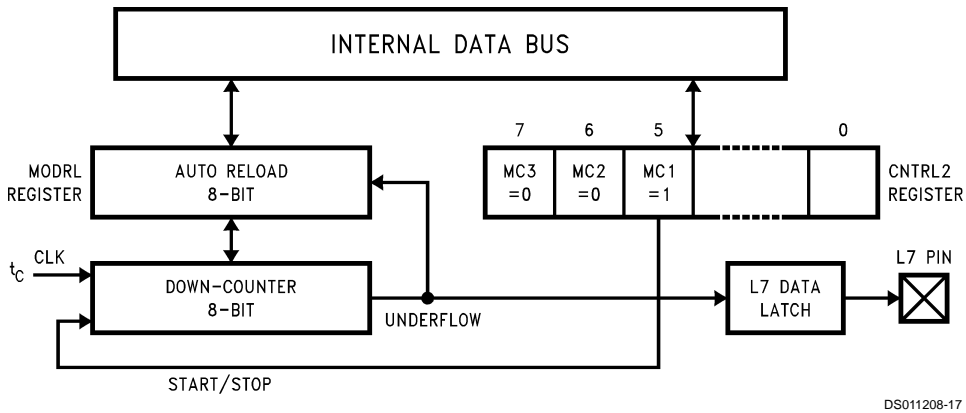 INTERNAL DATA BUS
7 6 5 0
MODRL
REGISTER
AUTO RELOAD
8-BIT
MC3
=0
MC2
=0
MC1
=1
CNTRL2
REGISTER
tC CLK
DOWN-COUNTER
8-BIT
UNDERFLOW
L7 DATA
LATCH
L7 PIN
START/STOP
DS011208-17